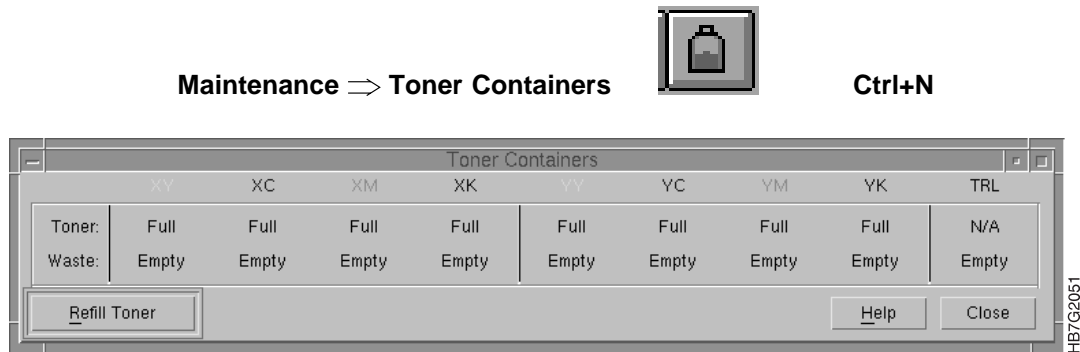 Maintenance ⇒ Toner Containers Ctrl+N
Toner Containers
XY XC XM XK YY YC YM YK TRL
Toner: Full Full Full Full Full Full Full Full N/A
Waste: Empty Empty Empty Empty Empty Empty Empty Empty Empty
Refill Toner Help Close
HB7G2051